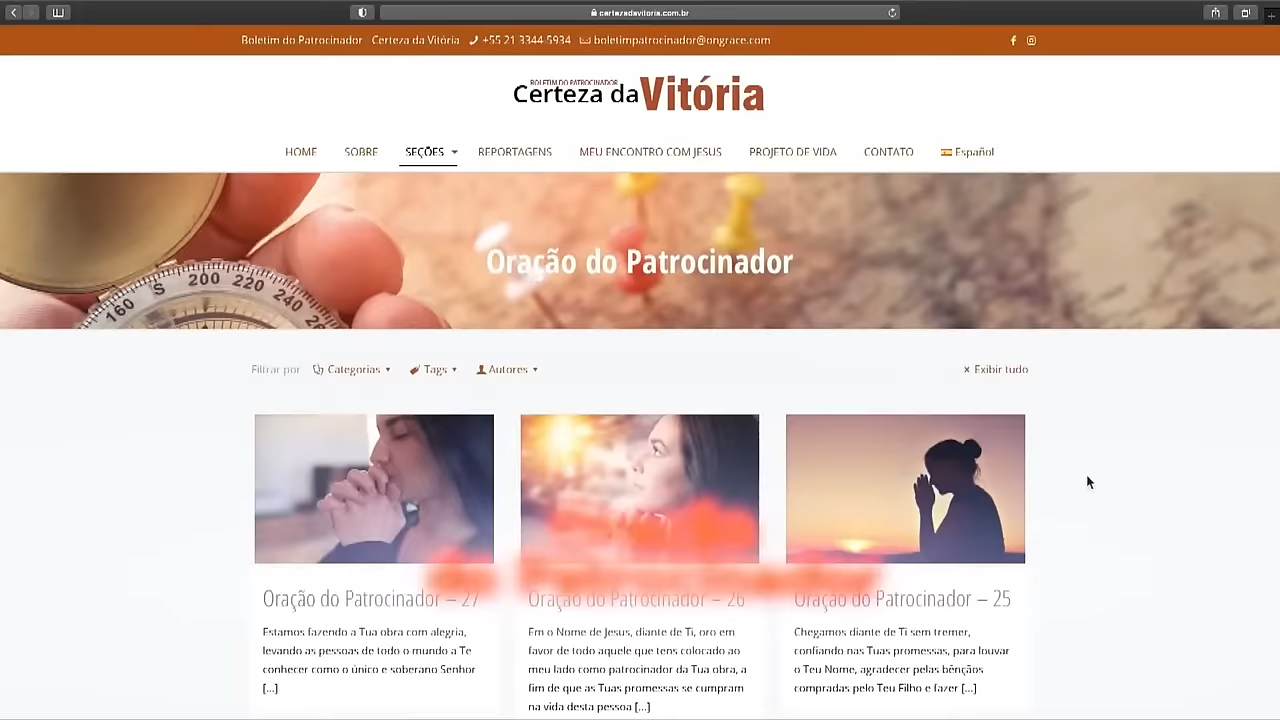 certezadavitoria.com.br
Boletim do Patrocinador Certeza da Vitória +55 21 3344-5934 boletimpatrocinador@ongrace.com
BOLETIM DO PATROCINADOR
Certeza da Vitória
HOME SOBRE SEÇÕES REPORTAGENS MEU ENCONTRO COM JESUS PROJETO DE VIDA CONTATO Español
160 S 200 220 240
Oração do Patrocinador
Filtrar por Categorias Tags Autores Exibir tudo
Oração do Patrocinador – 27
Estamos fazendo a Tua obra com alegria,
levando as pessoas de todo o mundo a Te
conhecer como o único e soberano Senhor
[...]
Oração do Patrocinador – 26
Em o Nome de Jesus, diante de Ti, oro em
favor de todo aquele que tens colocado ao
meu lado como patrocinador da Tua obra, a
fim de que as Tuas promessas se cumpram
na vida desta pessoa [...]
Oração do Patrocinador – 25
Chegamos diante de Ti sem tremer,
confiando nas Tuas promessas, para louvar
o Teu Nome, agradecer pelas bênçãos
compradas pelo Teu Filho e fazer [...]